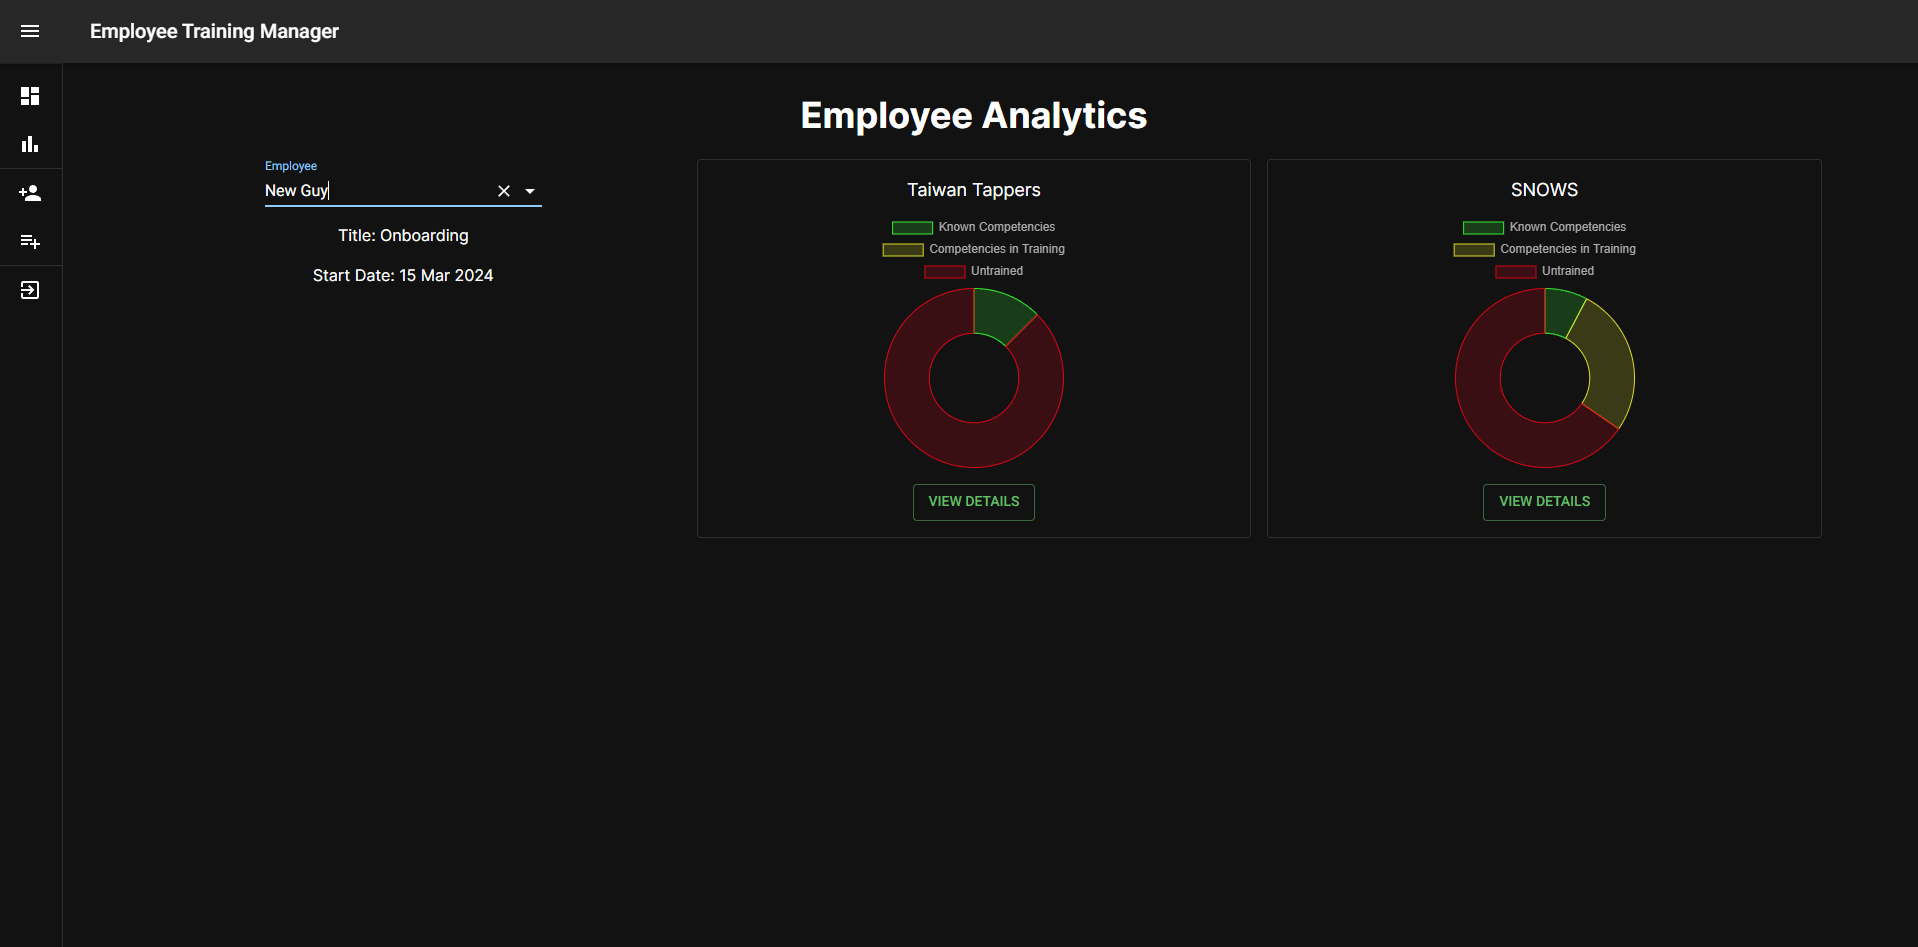 Employee Training Manager
Employee Analytics
Employee
New Guy
Title: Onboarding
Start Date: 15 Mar 2024
Taiwan Tappers
Known Competencies
Competencies in Training
Untrained
VIEW DETAILS
SNOWS
Known Competencies
Competencies in Training
Untrained
VIEW DETAILS